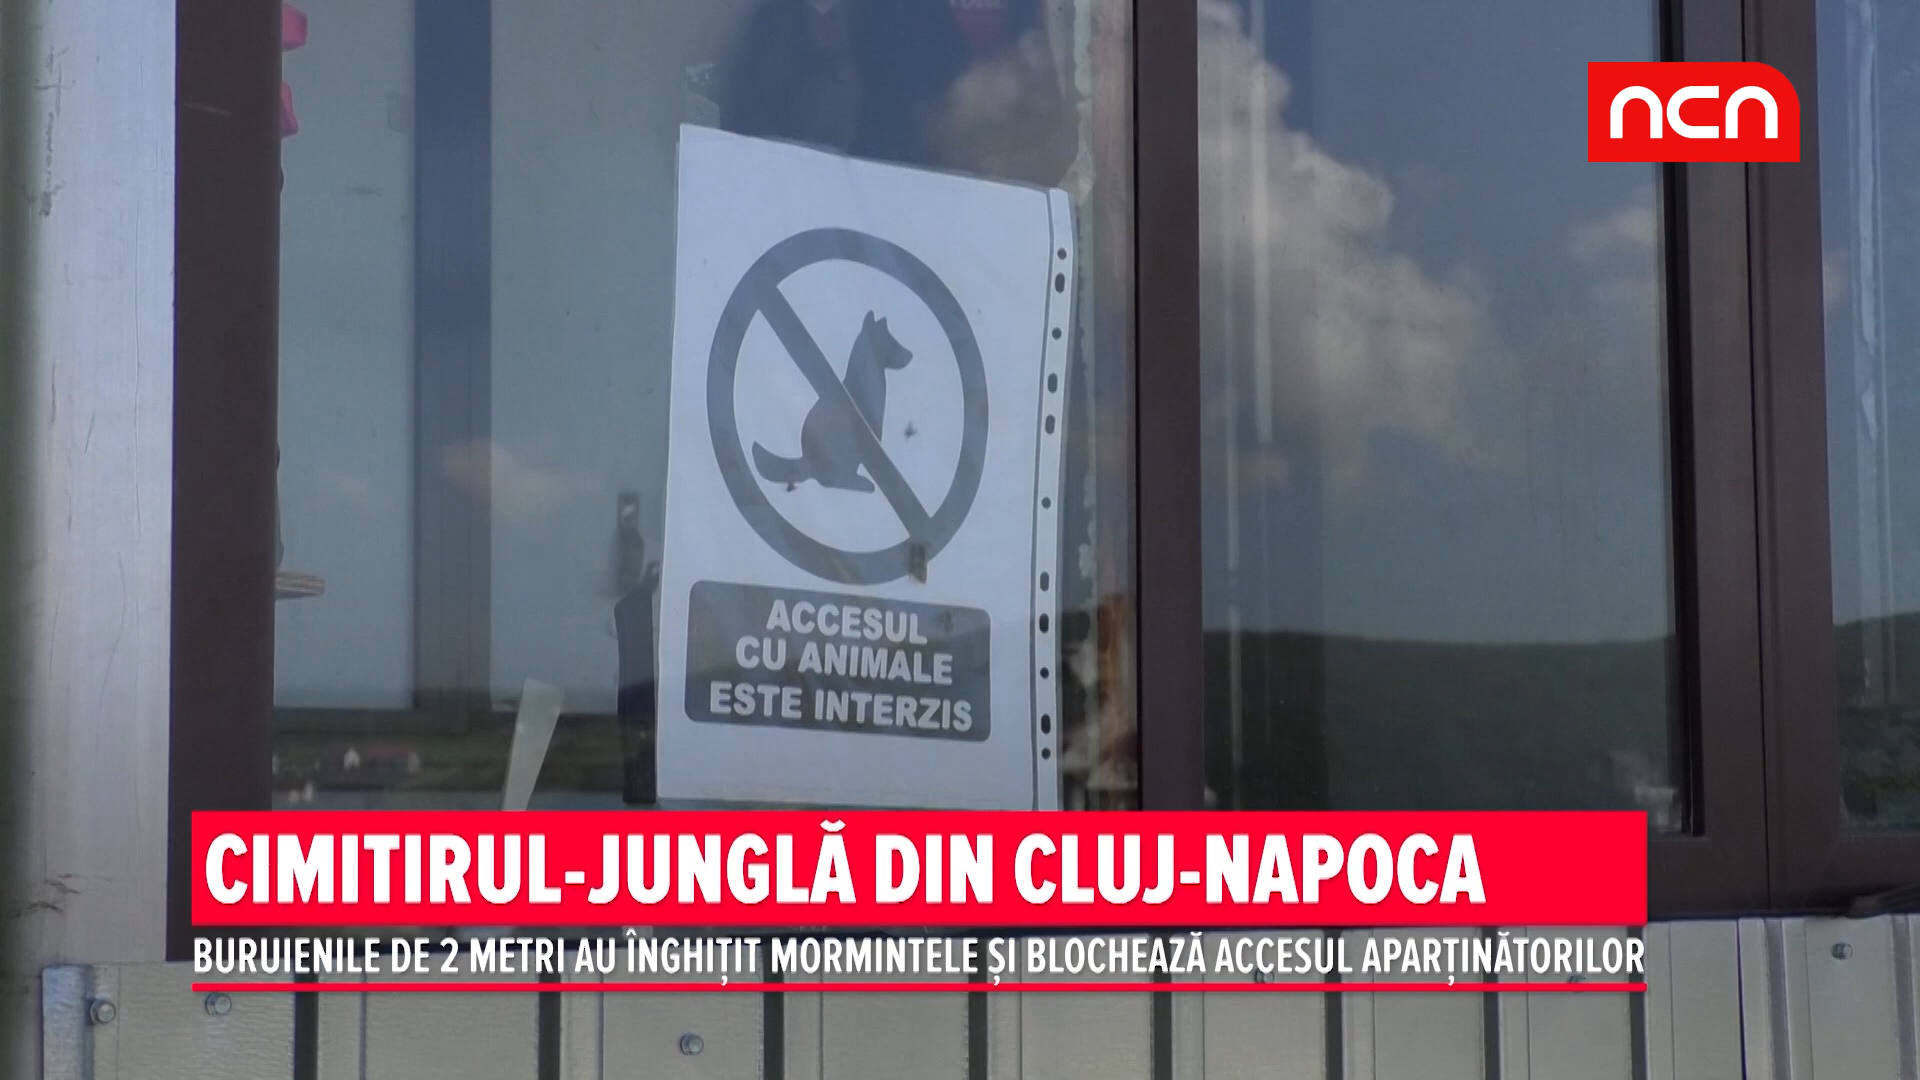 ncn
ACCESUL
CU ANIMALE
ESTE INTERZIS
CIMITIRUL-JUNGLĂ DIN CLUJ-NAPOCA
BURUIENILE DE 2 METRI AU ÎNGHIȚIT MORMINTELE ȘI BLOCHEAZĂ ACCESUL APARȚINĂTORILOR